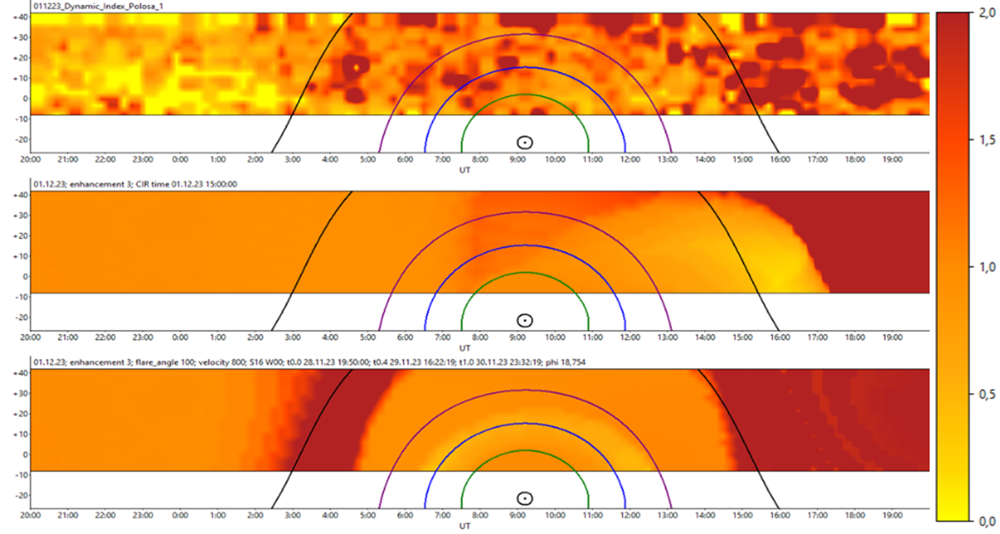 011223_Dynamic_Index_Polosa_1
+40
+30
+20
+10
0
-10
-20
20:00 21:00 22:00 23:00 0:00 1:00 2:00 3:00 4:00 5:00 6:00 7:00 8:00 9:00 10:00 11:00 12:00 13:00 14:00 15:00 16:00 17:00 18:00 19:00
UT
01.12.23; enhancement 3; CIR time 01.12.23 15:00:00
+40
+30
+20
+10
0
-10
-20
20:00 21:00 22:00 23:00 0:00 1:00 2:00 3:00 4:00 5:00 6:00 7:00 8:00 9:00 10:00 11:00 12:00 13:00 14:00 15:00 16:00 17:00 18:00 19:00
UT
01.12.23; enhancement 3; flare_angle 100; velocity 800; S16 W00; t0.0 28.11.23 19:50:00; t0.4 29.11.23 16:22:19; t1.0 30.11.23 23:32:19; phi 18,754
+40
+30
+20
+10
0
-10
-20
20:00 21:00 22:00 23:00 0:00 1:00 2:00 3:00 4:00 5:00 6:00 7:00 8:00 9:00 10:00 11:00 12:00 13:00 14:00 15:00 16:00 17:00 18:00 19:00
UT
2,0
1,5
1,0
0,5
0,0